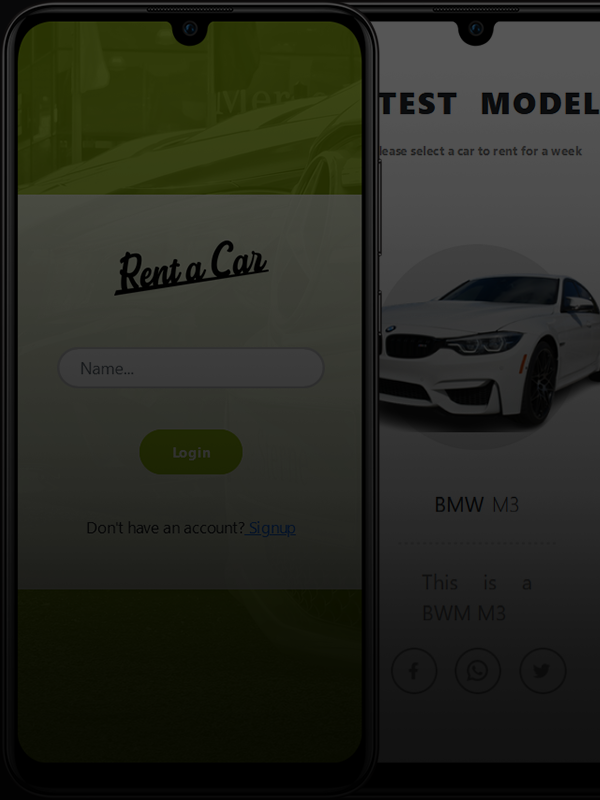 Rent a Car
Name...
Login
Don't have an account? Signup
TEST MODEL
lease select a car to rent for a week
BMW M3
This is a
BWM M3